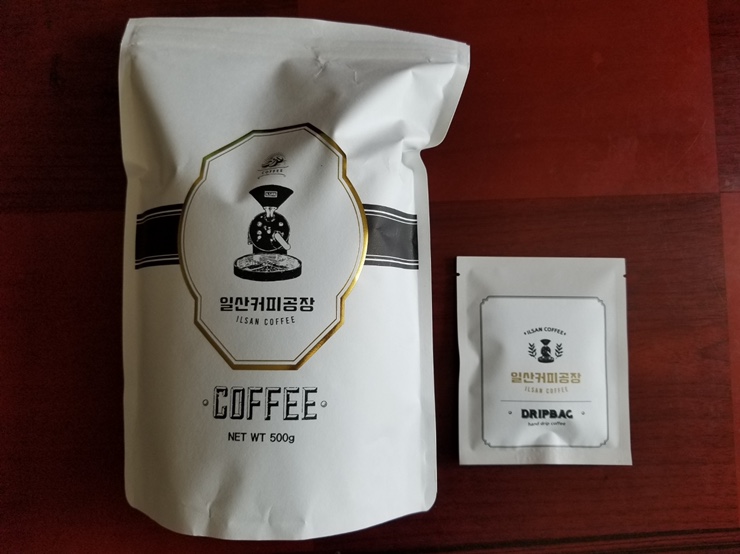 COFFEE
ILSAN
일산커피공장
ILSAN COFFEE
COFFEE
NET WT 500g
ILSAN COFFEE
일산커피공장
ILSAN COFFEE
DRIPBAG
hand drip coffee